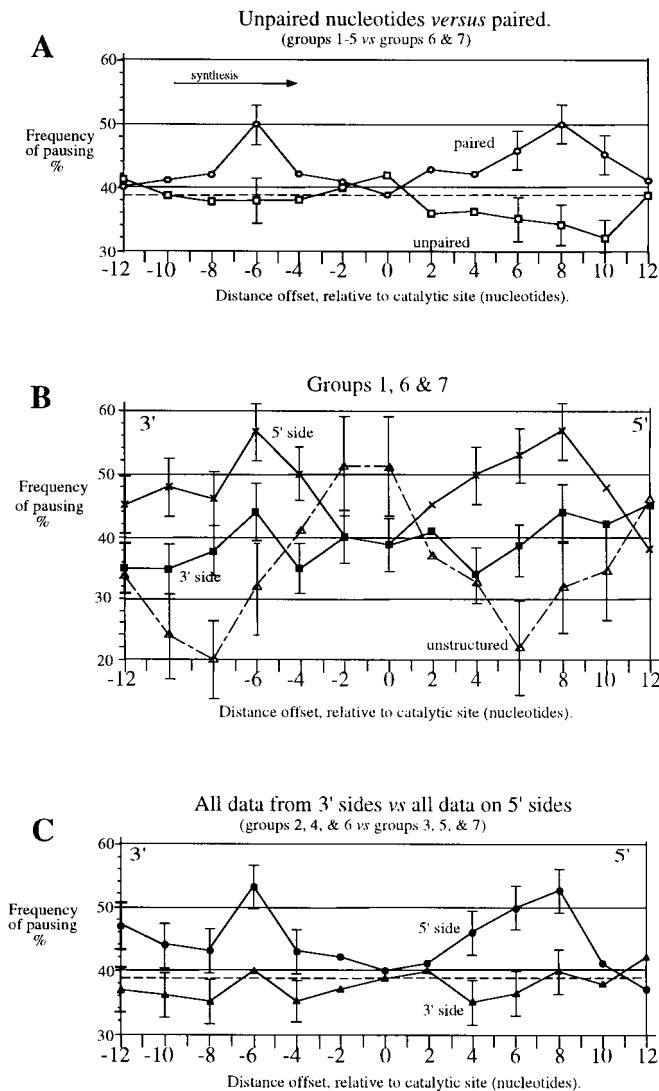 A
Unpaired nucleotides versus paired.
(groups 1-5 vs groups 6 & 7)
60
synthesis
50
Frequency
of pausing
%
paired
40
unpaired
30
-12 -10 -8 -6 -4 -2 0 2 4 6 8 10 12
Distance offset, relative to catalytic site (nucleotides).
B
Groups 1, 6 & 7
60
3'
5'
5' side
50
Frequency
of pausing
%
40
3' side
30
unstructured
20
-12 -10 -8 -6 -4 -2 0 2 4 6 8 10 12
Distance offset, relative to catalytic site (nucleotides).
C
All data from 3' sides vs all data on 5' sides
(groups 2, 4, & 6 vs groups 3, 5, & 7)
60
3'
5'
Frequency
of pausing
%
50
5' side
40
3' side
30
-12 -10 -8 -6 -4 -2 0 2 4 6 8 10 12
Distance offset, relative to catalytic site (nucleotides).